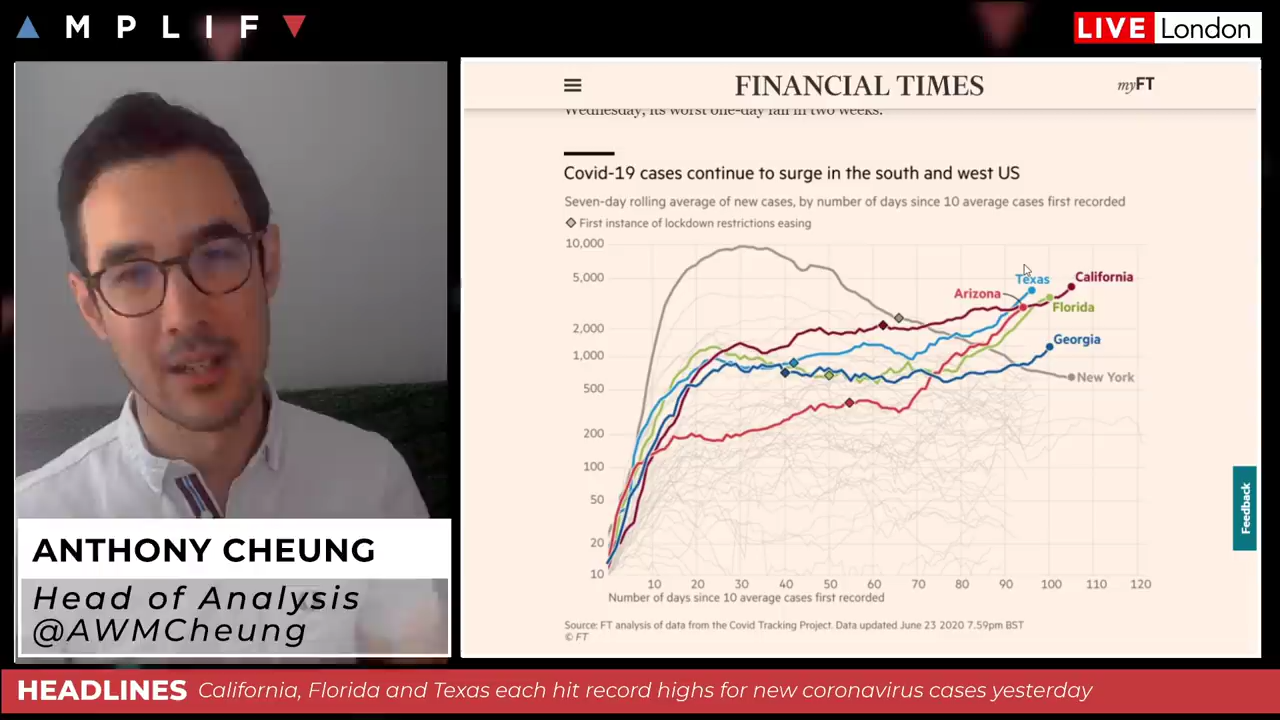 ▲ M P L I F ▼
LIVE London
FINANCIAL TIMES
myFT
Wednesday, its worst one-day fall in two weeks.
Covid-19 cases continue to surge in the south and west US
Seven-day rolling average of new cases, by number of days since 10 average cases first recorded
First instance of lockdown restrictions easing
10,000
5,000
2,000
1,000
500
200
100
50
20
10
Texas
California
Arizona
Florida
Georgia
New York
10 20 30 40 50 60 70 80 90 100 110 120
Number of days since 10 average cases first recorded
Source: FT analysis of data from the Covid Tracking Project. Data updated June 23 2020 7.59pm BST
© FT
Feedback
ANTHONY CHEUNG
Head of Analysis
@AWMCheung
HEADLINES California, Florida and Texas each hit record highs for new coronavirus cases yesterday